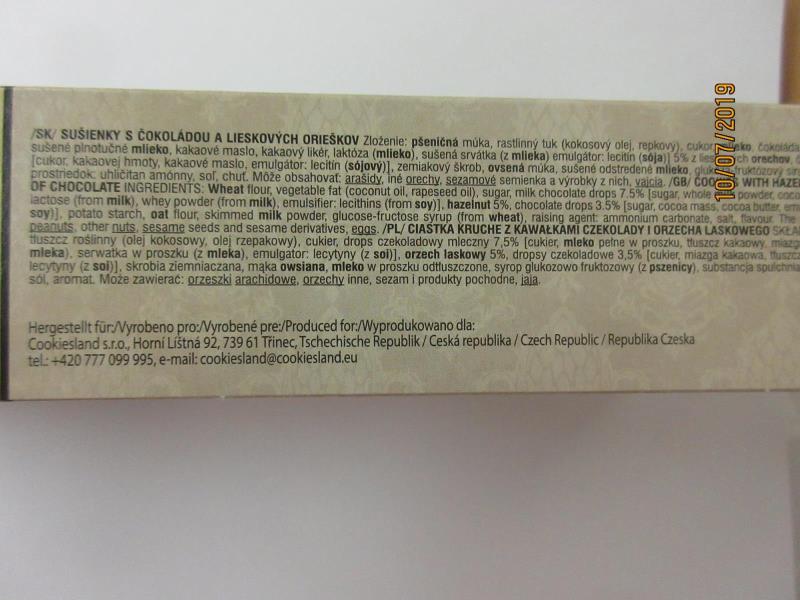 /SK/ SUŠIENKY S ČOKOLÁDOU A LIESKOVÝCH ORIEŠKOV Zloženie: pšeničná múka, rastlinný tuk (kokosový olej, repkový), cukor, mlieko, čokoláda
sušené plnotučné mlieko, kakaové maslo, kakaový likér, laktóza (mlieko), sušená srvátka (z mlieka) emulgátor: lecitín (sója)] 5% z orechov,
[cukor, kakaovej hmoty, kakaové maslo, emulgátor: lecitín (sójový)], zemiakový škrob, ovsená múka, sušené odstredené mlieko,
prostriedok: uhličitan amónny, soľ, chuť. Môže obsahovať: arašidy, iné orechy, sezamové semienka a výrobky z nich, vajcia. /GB/ WITH
OF CHOCOLATE INGREDIENTS: Wheat flour, vegetable fat (coconut oil, rapeseed oil), sugar, milk chocolate drops 7.5% [sugar, whole powder,
lactose (from milk), whey powder (from milk), emulsifier: lecithins (from soy)], hazelnut 5%, chocolate drops 3.5% [sugar, cocoa mass, cocoa butter,
soy)], potato starch, oat flour, skimmed milk powder, glucose-fructose syrup (from wheat), raising agent: ammonium carbonate, salt, flavour. The
peanuts, other nuts, sesame seeds and sesame derivatives, eggs. /PL/ CIASTKA KRUCHE Z KAWAŁKAMI CZEKOLADY I ORZECHA LASKOWEGO
tłuszcz roślinny (olej kokosowy, olej rzepakowy), cukier, drops czekoladowy mleczny 7,5% [cukier, mleko pełne w proszku, tłuszcz kakaowy,
mleka), serwatka w proszku (z mleka), emulgator: lecytyny (z soi)], orzech laskowy 5%, dropsy czekoladowe 3,5% [cukier, miazga kakaowa, tłuszcz
lecytyny (z soi)], skrobia ziemniaczana, mąka owsiana, mleko w proszku odtłuszczone, syrop glukozowo fruktozowy (z pszenicy), substancja
sól, aromat. Może zawierać: orzeszki arachidowe, orzechy inne, sezam i produkty pochodne, jaja.
Hergestellt für:/Vyrobeno pro:/Vyrobené pre:/Produced for:/Wyprodukowano dla:
Cookiesland s.r.o., Horní Líštná 92, 739 61 Třinec, Tschechische Republik / Česká republika / Czech Republic / Republika Czeska
tel.: +420 777 099 995, e-mail: cookiesland@cookiesland.eu
10/07/2019